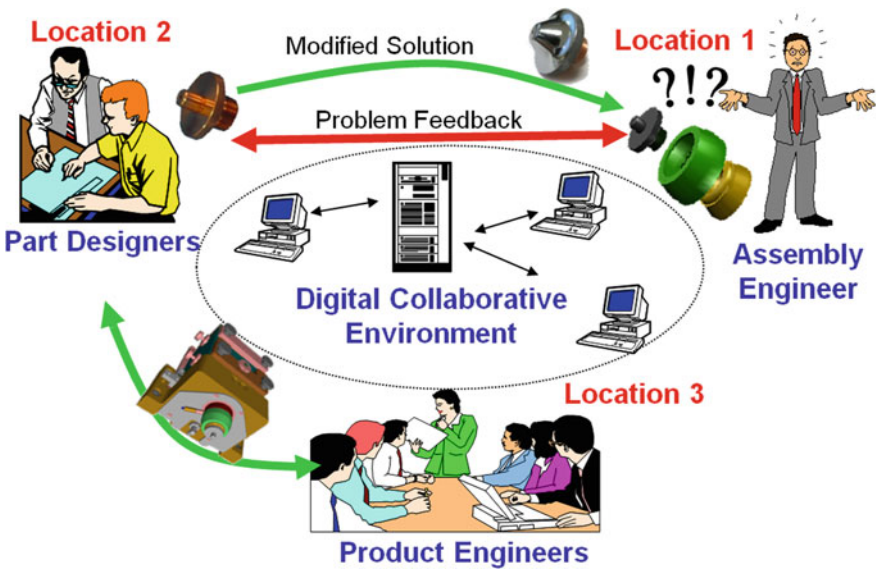 Location 2
Modified Solution
Location 1
?!?
Problem Feedback
Part Designers
Assembly
Engineer
Digital Collaborative
Environment
Location 3
Product Engineers